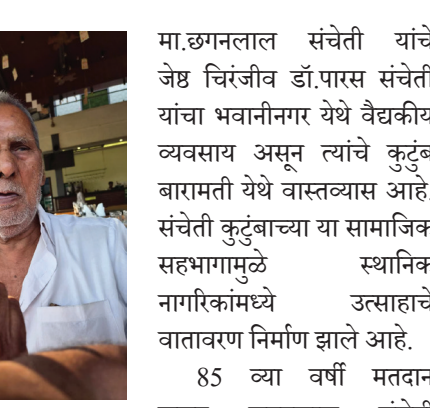 मा.छगनलाल संचेती यांचे
जेष्ठ चिरंजीव डॉ.पारस संचेती
यांचा भवानीनगर येथे वैद्यकीय
व्यवसाय असून त्यांचे कुटुंब
बारामती येथे वास्तव्यास आहे.
संचेती कुटुंबाच्या या सामाजिक
सहभागामुळे स्थानिक
नागरिकांमध्ये उत्साहाचे
वातावरण निर्माण झाले आहे.
85 व्या वर्षी मतदान